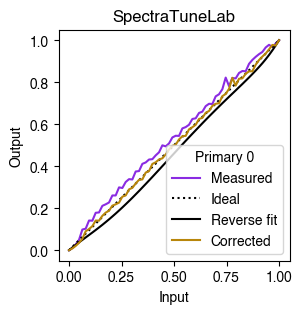 SpectraTuneLab
Output
1.0
0.8
0.6
0.4
0.2
0.0
Primary 0
Measured
Ideal
Reverse fit
Corrected
0.00
0.25
0.50
0.75
1.00
Input